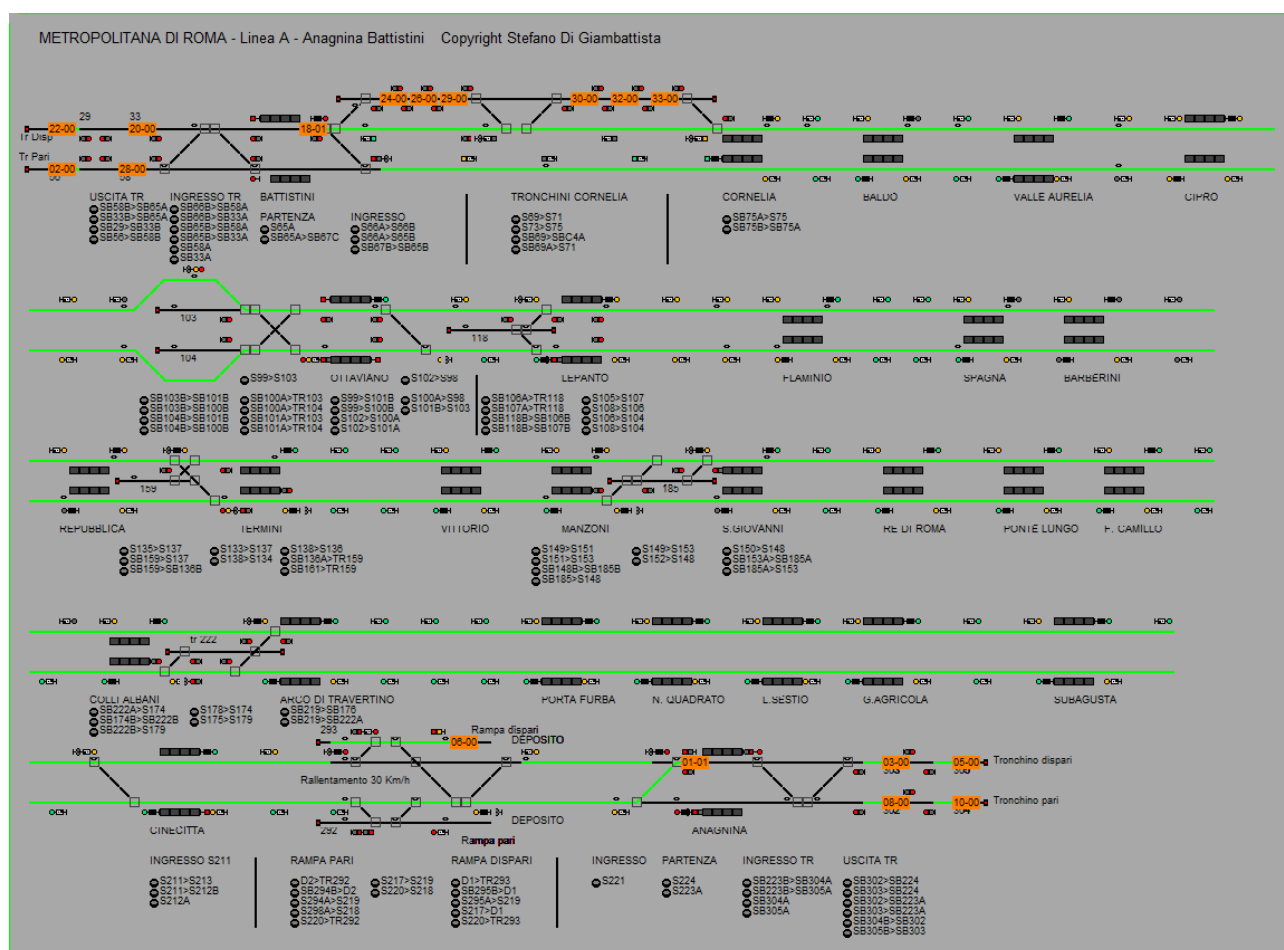 METROPOLITANA DI ROMA - Linea A - Anagnina Battistini Copyright Stefano Di Giambattista
24-00 26-00 29-00 30-00 32-00 33-00
29 33
22-00 20-00 18-01
Tr Disp
Tr Pari
02-00 28-00
USCITA TR INGRESSO TR BATTISTINI TRONCHINI CORNELIA CORNELIA BALDO VALLE AURELIA CIPRO
SB58B>SB65A SB66B>SB58A
SB33B>SB65A SB66B>SB33A PARTENZA INGRESSO S69>S71 SB75A>S75
SB29>SB33B SB65B>SB58A S65A S66A>S66B S73>S75 SB75B>SB75A
SB56>SB58B SB65B>SB33A SB65A>SB67C S66A>S65B SB69>SBC4A
SB58A SB67B>SB65B SB69A>S71
SB33A
103 118
104
S99>S103 OTTAVIANO S102>S98 LEPANTO FLAMINIO SPAGNA BARBERINI
SB103B>SB101B SB100A>TR103 S99>S101B S100A>S98 SB106A>TR118 S105>S107
SB103B>SB100B SB100A>TR104 S99>S100B S101B>S103 SB107A>TR118 S108>S106
SB104B>SB101B SB101A>TR103 S102>S100A SB118B>SB106B S106>S104
SB104B>SB100B SB101A>TR104 S102>S101A SB118B>SB107B S108>S104
159 185
REPUBBLICA TERMINI VITTORIO MANZONI S.GIOVANNI RE DI ROMA PONTE LUNGO F. CAMILLO
S135>S137 S133>S137 S138>S136 S149>S151 S149>S153 S150>S148
SB159>S137 S138>S134 SB136A>TR159 S151>S153 S152>S148 SB153A>SB185A
SB159>SB136B SB161>TR159 SB148B>SB185B SB185A>S153
SB185>S148
tr 222
COLLI ALBANI ARCO DI TRAVERTINO PORTA FURBA N. QUADRATO L.SESTIO G.AGRICOLA SUBAGUSTA
SB222A>S174 S178>S174 SB219>SB176
SB174B>SB222B S175>S179 SB219>SB222A
SB222B>S179
293 Rampa dispari
06-00 DEPOSITO
01-01 03-00 05-00 Tronchino dispari
303 306
Rallentamento 30 Km/h
08-00 10-00 Tronchino pari
302 304
CINECITTA 292 DEPOSITO ANAGNINA
Rampa pari
INGRESSO S211 RAMPA PARI RAMPA DISPARI INGRESSO PARTENZA INGRESSO TR USCITA TR
S211>S213 D2>TR292 S217>S219 D1>TR293 S221 S224 SB223B>SB304A SB302>SB224
S211>S212B SB294B>D2 S220>S218 SB295B>D1 S223A SB223B>SB305A SB303>SB224
S212A S294A>S219 S295A>S219 SB304A SB302>SB223A
S298A>S218 S217>D1 SB305A SB303>SB223A
S220>TR292 S220>TR293 SB304B>SB302
SB305B>SB303